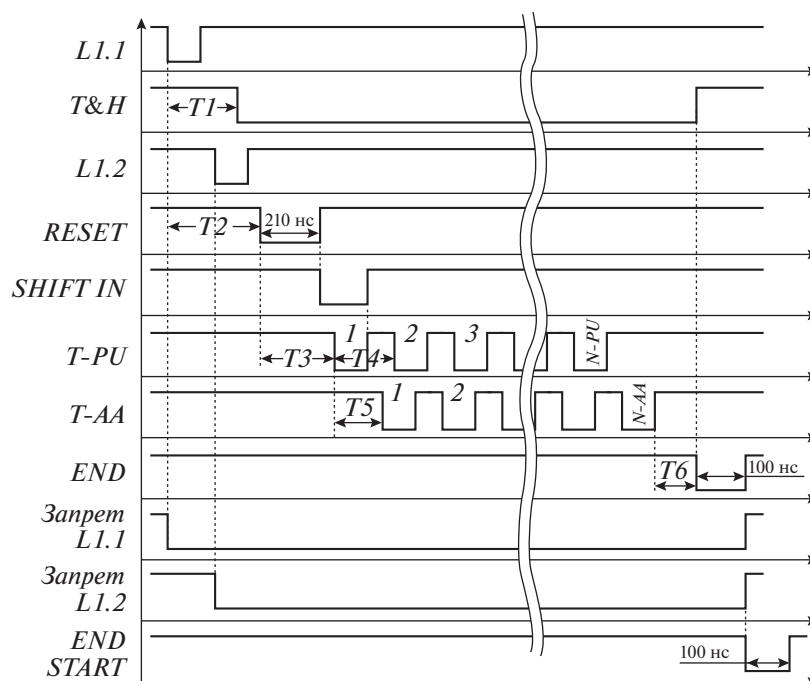 L1.1
T&H
T1
L1.2
RESET
T2
210 нс
SHIFT IN
T-PU
1 2 3
T3 T4
N-PU
T-AA
T5
1 2
N-AA
END
T6
100 нс
Запрет
L1.1
Запрет
L1.2
END
START
100 нс